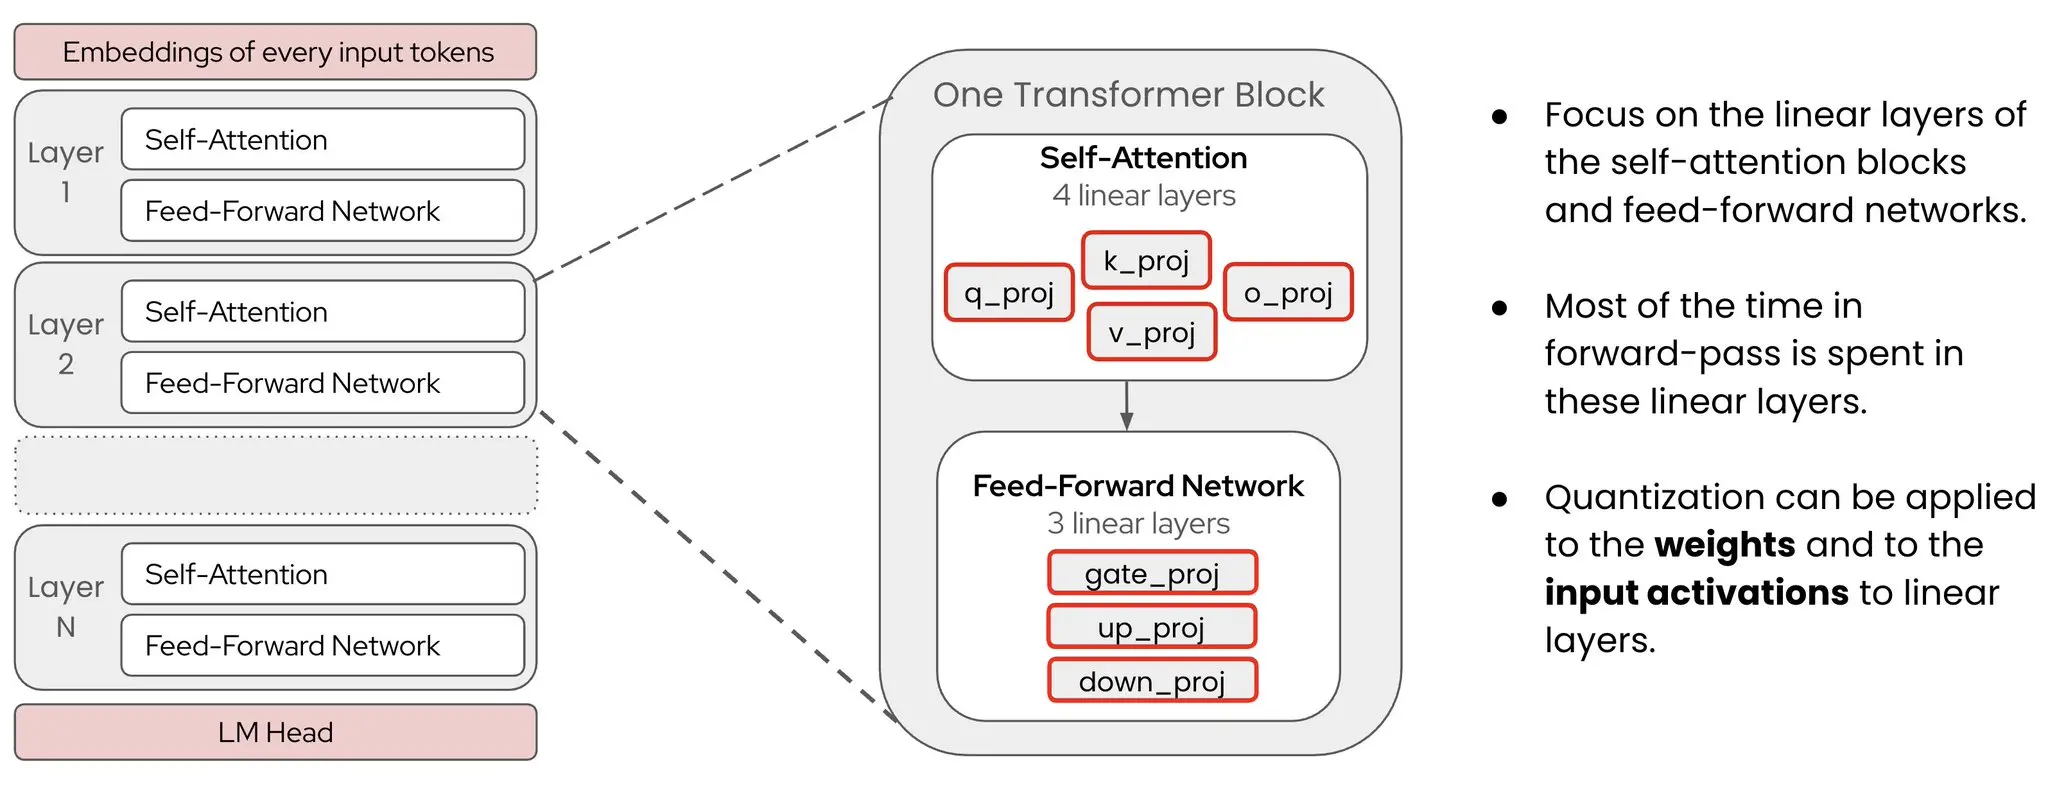 Embeddings of every input tokens
Layer
1
Self-Attention
Feed-Forward Network
Layer
2
Self-Attention
Feed-Forward Network
Layer
N
Self-Attention
Feed-Forward Network
LM Head
One Transformer Block
Self-Attention
4 linear layers
q_proj
k_proj
v_proj
o_proj
Feed-Forward Network
3 linear layers
gate_proj
up_proj
down_proj
● Focus on the linear layers of
the self-attention blocks
and feed-forward networks.
● Most of the time in
forward-pass is spent in
these linear layers.
● Quantization can be applied
to the weights and to the
input activations to linear
layers.